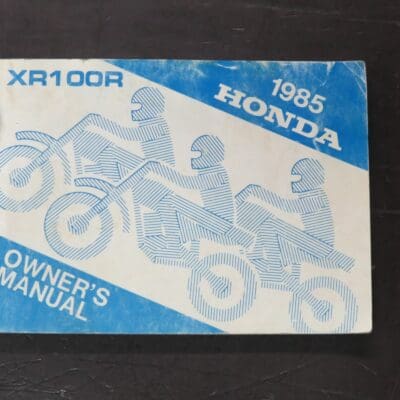 XR100R
1985
HONDA
OWNER'S
MANUAL